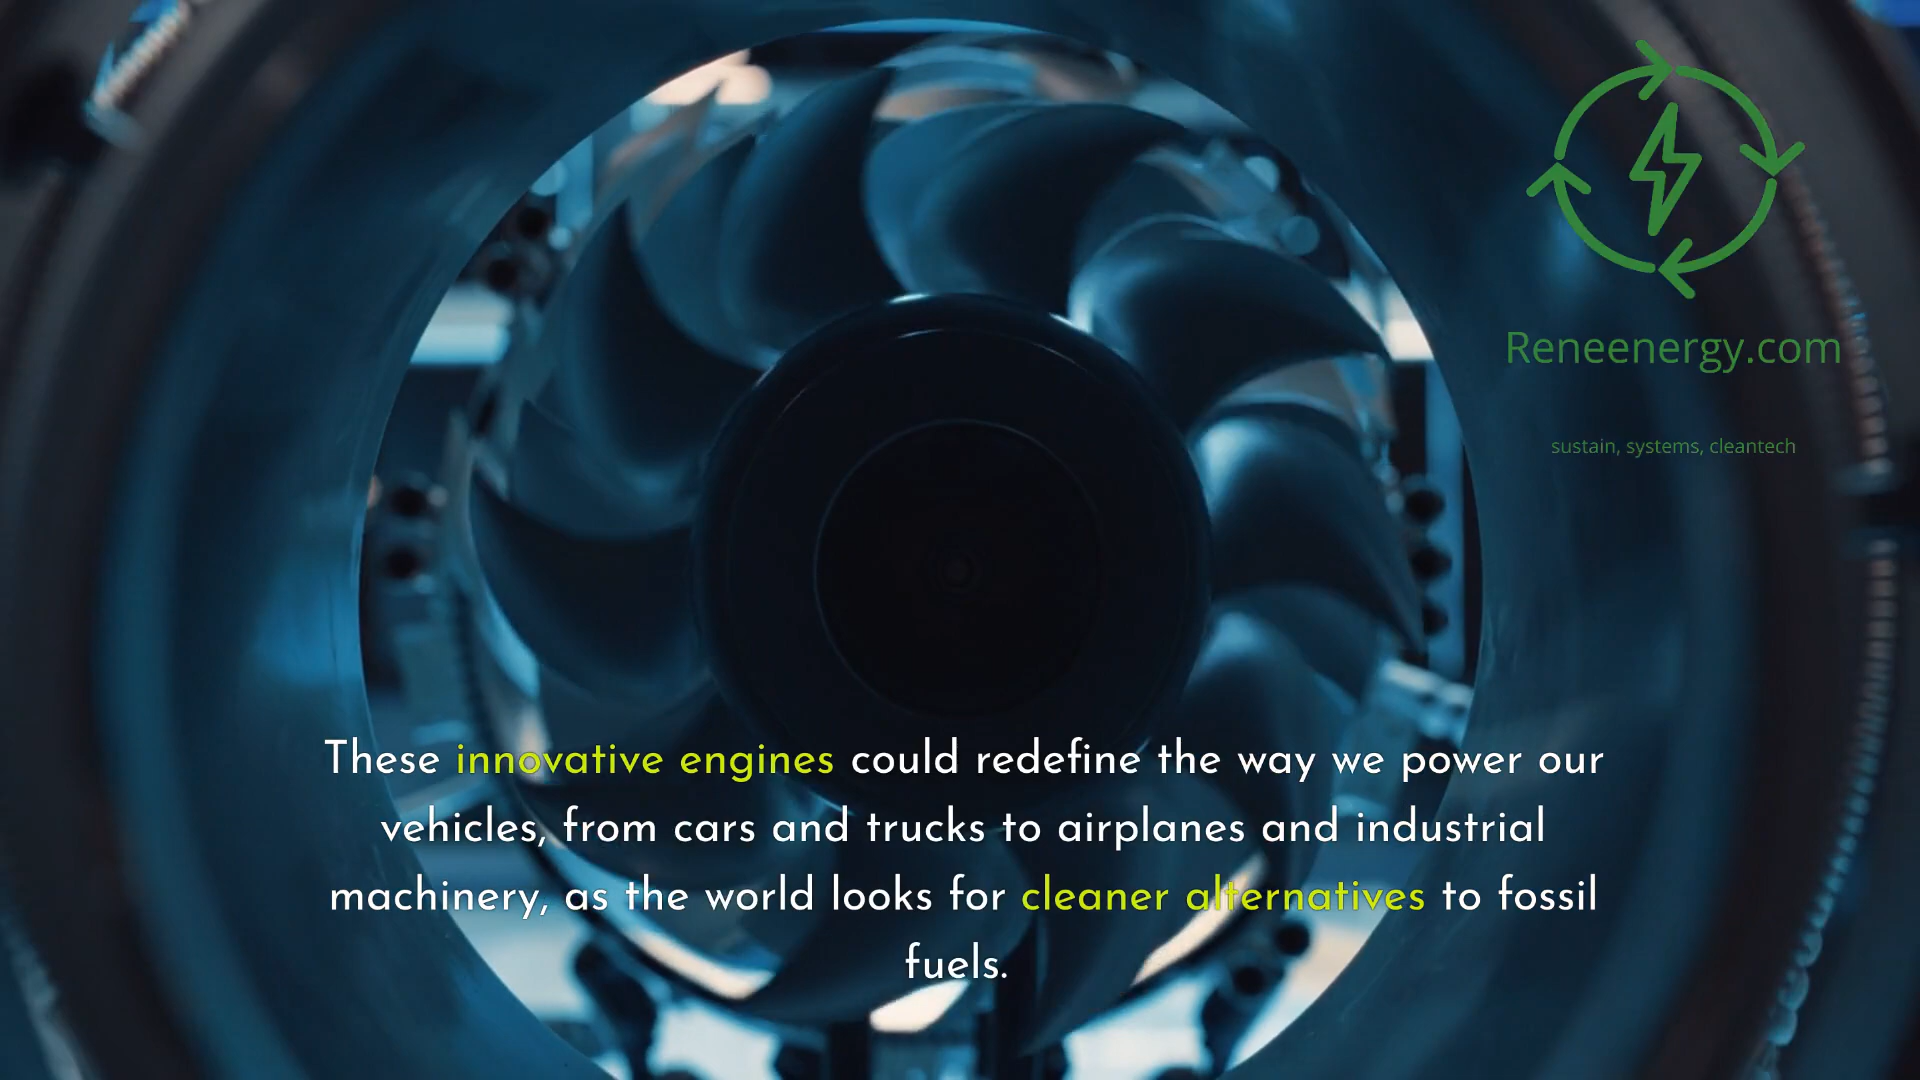 Reneenergy.com
sustain, systems, cleantech
These innovative engines could redefine the way we power our
vehicles, from cars and trucks to airplanes and industrial
machinery, as the world looks for cleaner alternatives to fossil
fuels.